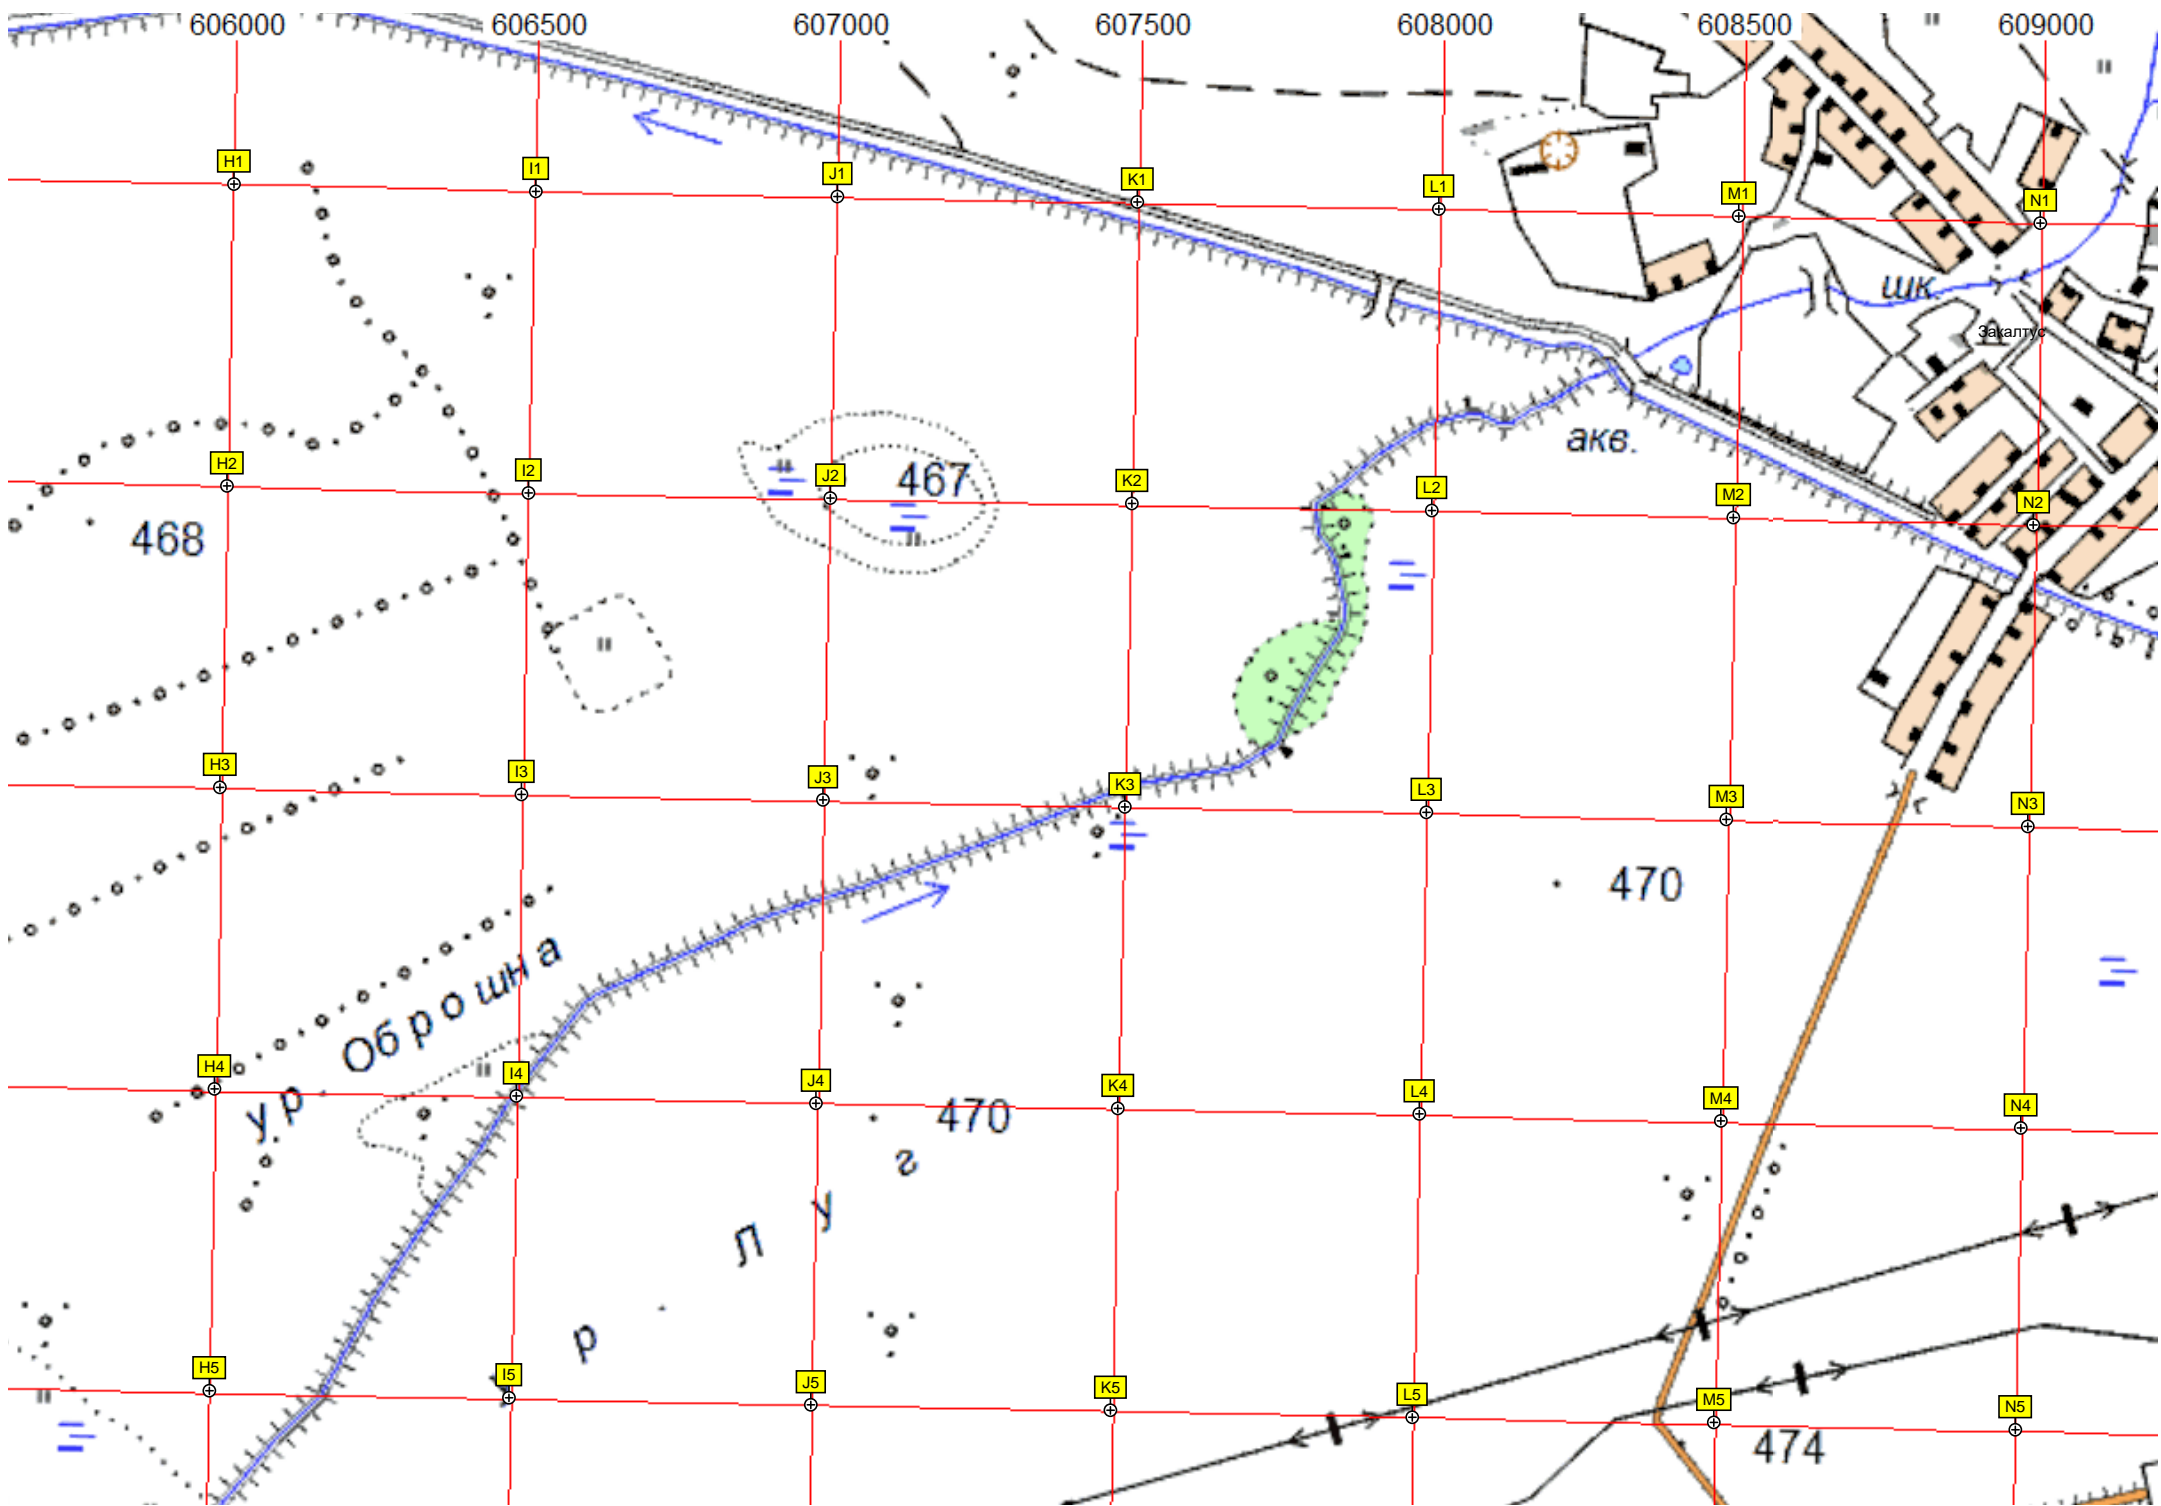 606000 606500 607000 607500 608000 608500 609000
H1 I1 J1 K1 L1 M1 N1
шк.
Закалтус
акв.
H2 I2 J2 K2 L2 M2 N2
467
468
H3 I3 J3 K3 L3 M3 N3
470
ур. Оброшна
H4 I4 J4 K4 L4 M4 N4
470
р Луг
H5 I5 J5 K5 L5 M5 N5
474